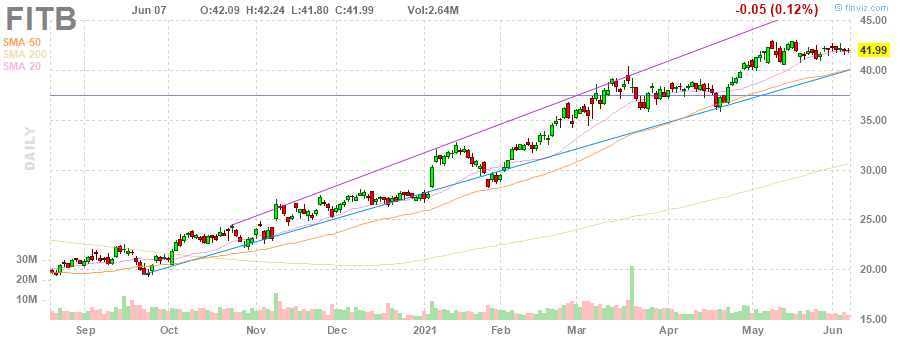 FITB Jun 07 O:42.09 H:42.24 L:41.80 C:41.99 Vol:2.64M -0.05 (0.12%) © finviz.com
SMA 50
SMA 200
SMA 20
DAILY
45.00
41.99
40.00
35.00
30.00
25.00
20.00
15.00
30M
20M
10M
Sep Oct Nov Dec 2021 Feb Mar Apr May Jun